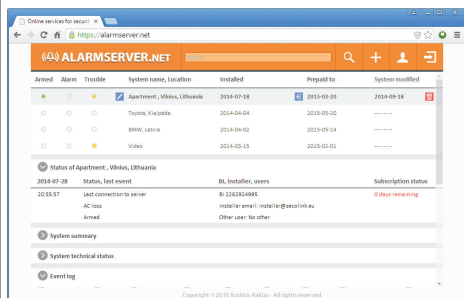 Online services for securit
https://alarmserver.net
ALARMSERVER.NET
Armed Alarm Trouble System name, Location Installed Prepaid to System modified
Apartment , Vilnius, Lithuania 2014-07-18 € 2015-03-20 2014-09-18
Toyota, Klaipėda 2014-04-04 2015-05-20 --.--.--
BMW, Latvia 2014-04-02 2015-05-14 --.--.--
Video 2014-03-15 2015-02-01 --.--.--
Status of Apartment , Vilnius, Lithuania
2014-07-28 Status, last event BI, installer, users Subscription status
20:35:57 Last connection to server BI 2262924995 0 days remaining
AC loss Installer email: installer@secolink.eu
Armed Other user: No other
System summary
System technical status
Event log
Copyright © 2015 Kodinis Raktas - All rights reserved